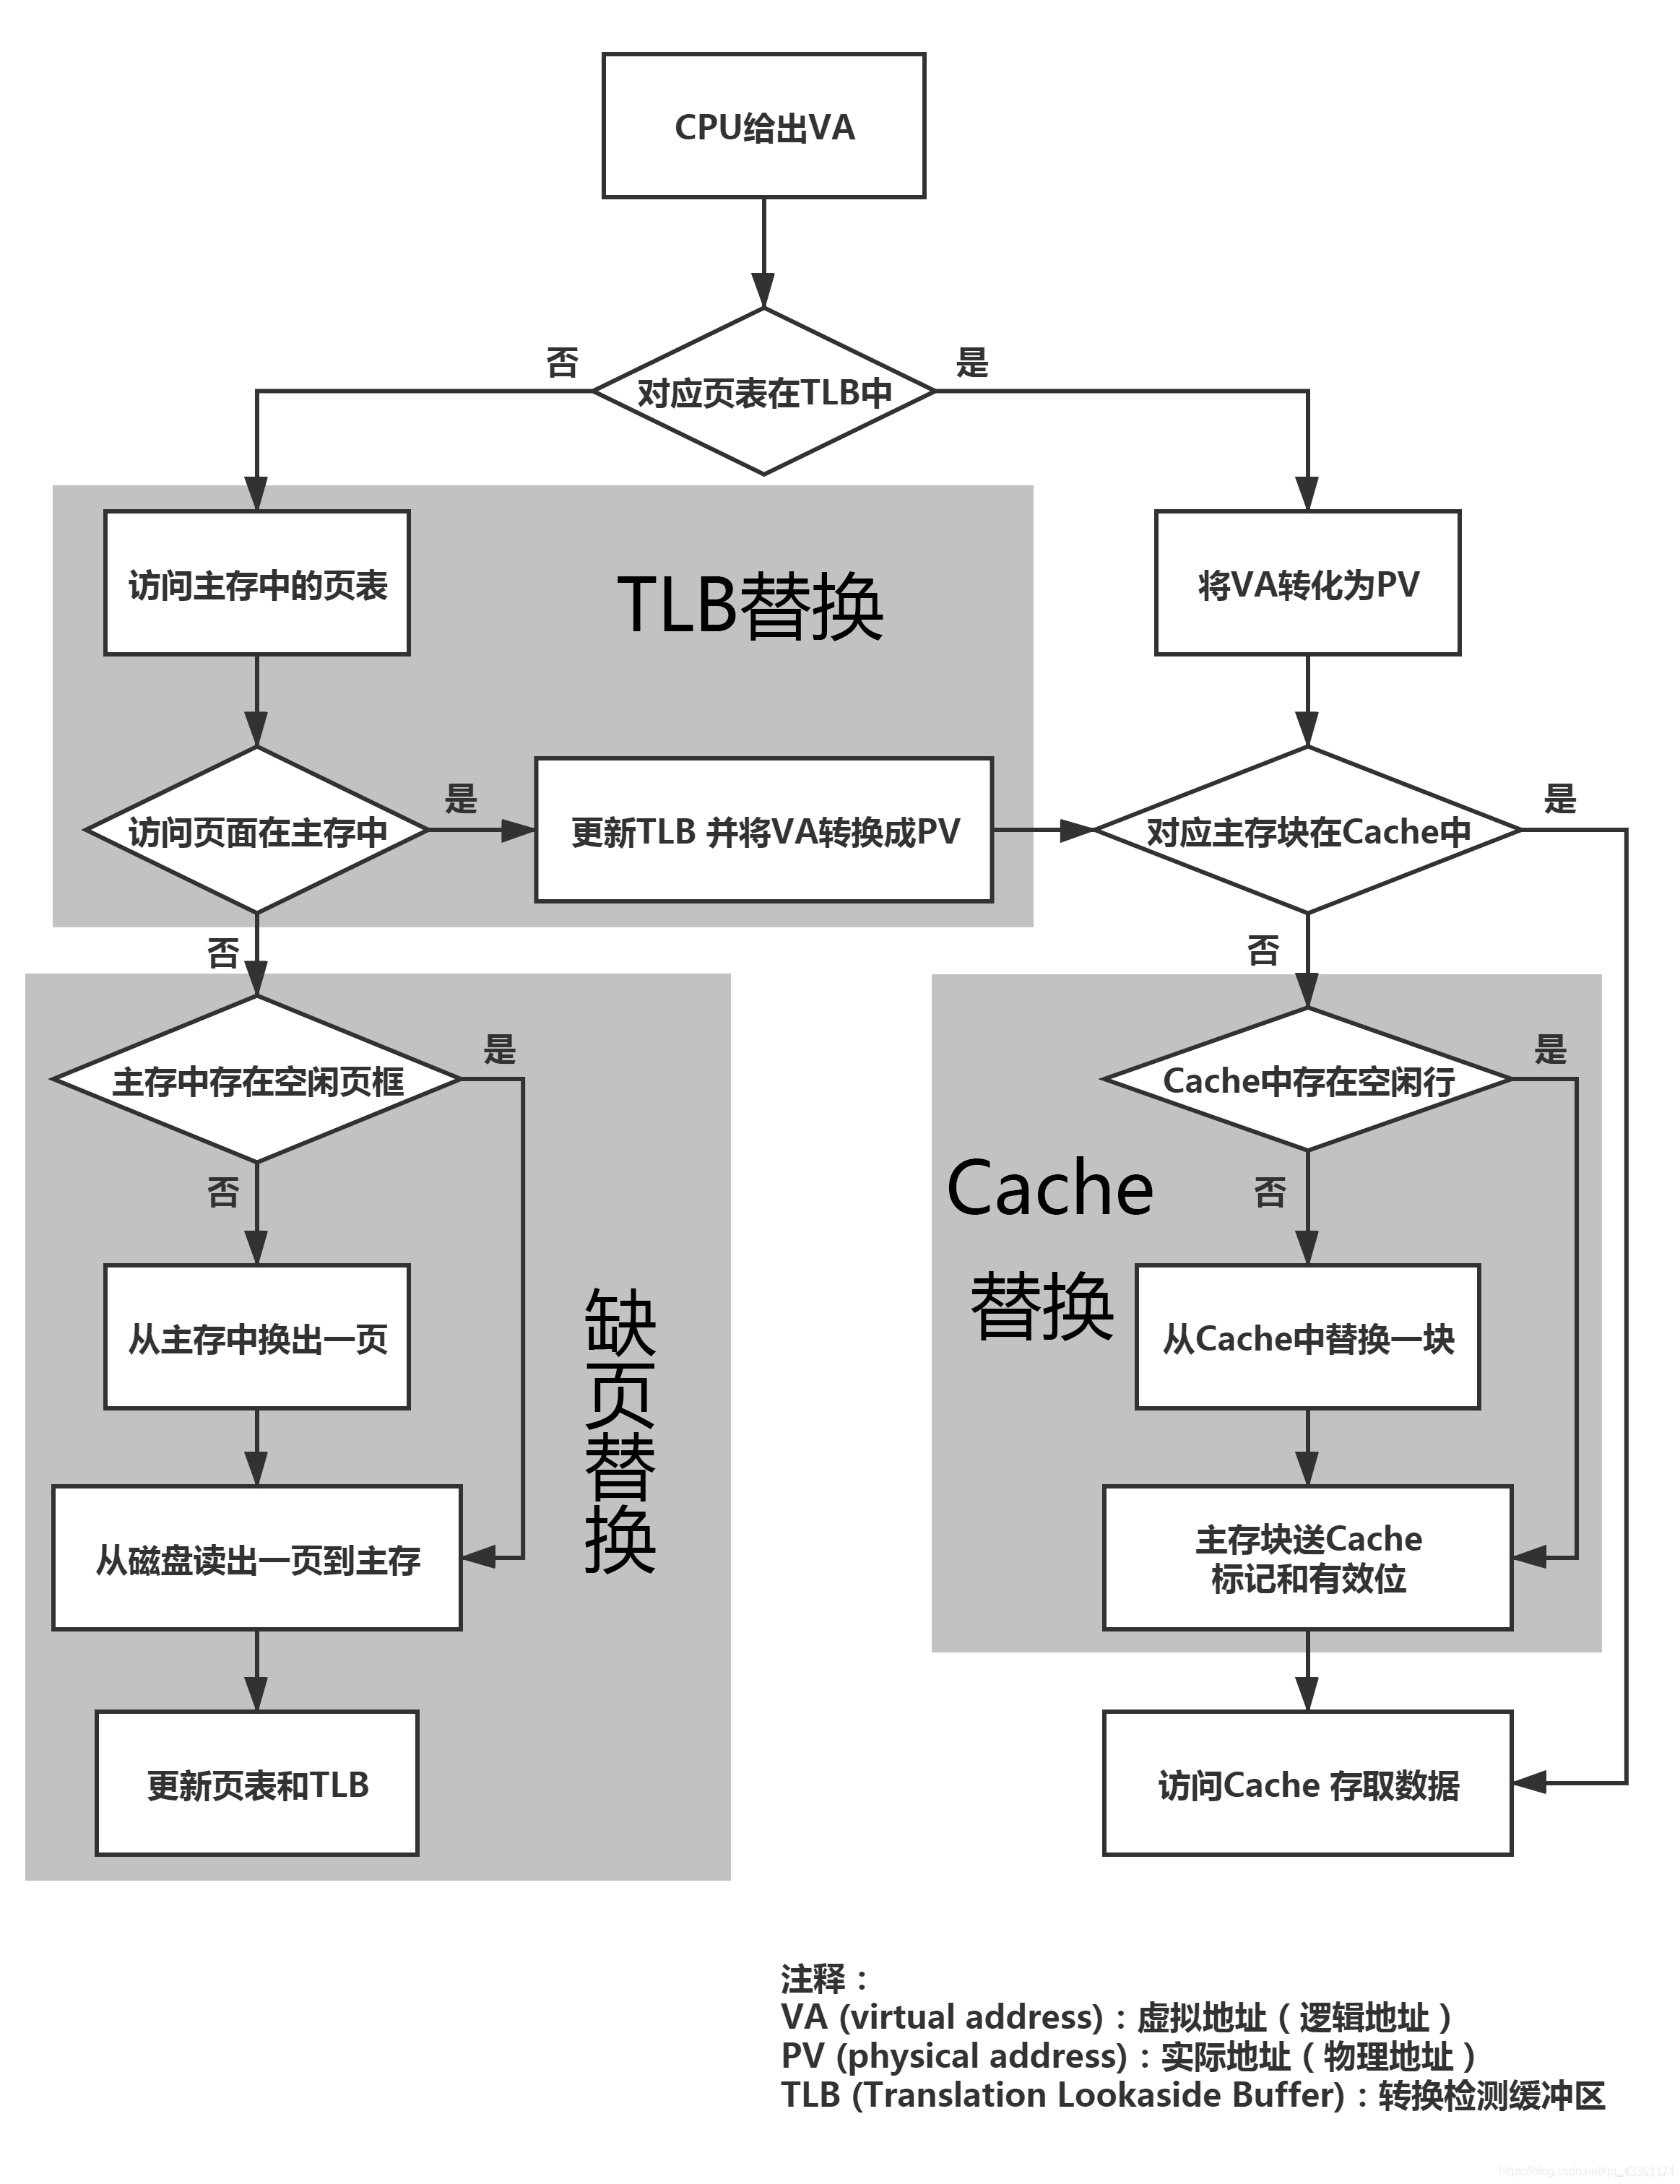 CPU给出VA
否
是
对应页表在TLB中
访问主存中的页表
TLB替换
将VA转化为PV
访问页面在主存中
是
更新TLB 并将VA转换成PV
对应主存块在Cache中
是
否
否
主存中存在空闲页框
是
Cache中存在空闲行
是
否
Cache
替换
否
从主存中换出一页
缺页替换
从Cache中替换一块
从磁盘读出一页到主存
主存块送Cache
标记和有效位
更新页表和TLB
访问Cache 存取数据
注释：
VA (virtual address)：虚拟地址（逻辑地址）
PV (physical address)：实际地址（物理地址）
TLB (Translation Lookaside Buffer)：转换检测缓冲区
https://blog.csdn.net/qq_43361171